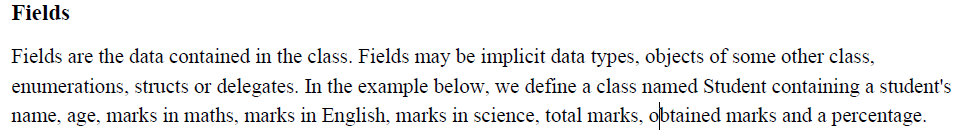 Fields
Fields are the data contained in the class. Fields may be implicit data types, objects of some other class,
enumerations, structs or delegates. In the example below, we define a class named Student containing a student's
name, age, marks in maths, marks in English, marks in science, total marks, obtained marks and a percentage.